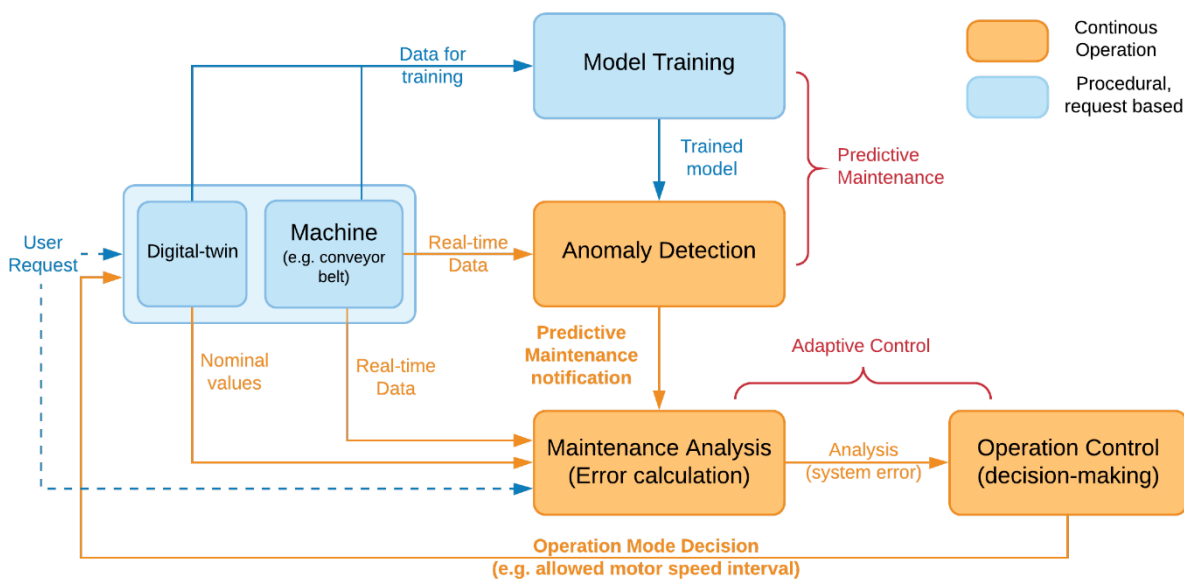 Data for
training
Model Training
Continous
Operation
Procedural,
request based
Trained
model
Predictive
Maintenance
User
Request
Digital-twin
Machine
(e.g. conveyor
belt)
Real-time
Data
Anomaly Detection
Nominal
values
Real-time
Data
Predictive
Maintenance
notification
Adaptive Control
Maintenance Analysis
(Error calculation)
Analysis
(system error)
Operation Control
(decision-making)
Operation Mode Decision
(e.g. allowed motor speed interval)